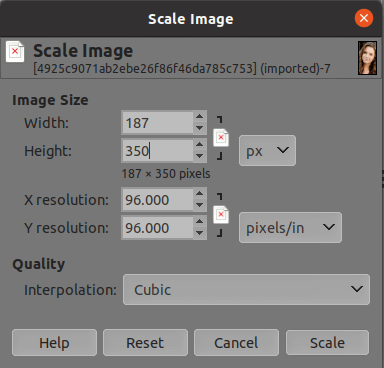 Scale Image
Scale Image
[4925c9071ab2ebe26f86f46da785c753] (imported)-7
Image Size
Width: 187
Height: 350 px
187 × 350 pixels
X resolution: 96.000
Y resolution: 96.000 pixels/in
Quality
Interpolation: Cubic
Help Reset Cancel Scale